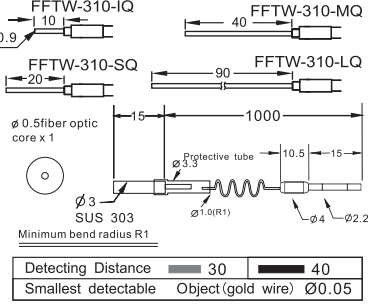 FFTW-310-IQ
10
0.9
FFTW-310-MQ
40
FFTW-310-SQ
20
FFTW-310-LQ
90
15
1000
ø 0.5fiber optic
core x 1
Ø3.3
Protective tube
10.5
15
Ø3
SUS 303
Ø1.0(R1)
Ø4
Ø2.2
Minimum bend radius R1
Detecting Distance 30 40
Smallest detectable Object(gold wire) Ø0.05